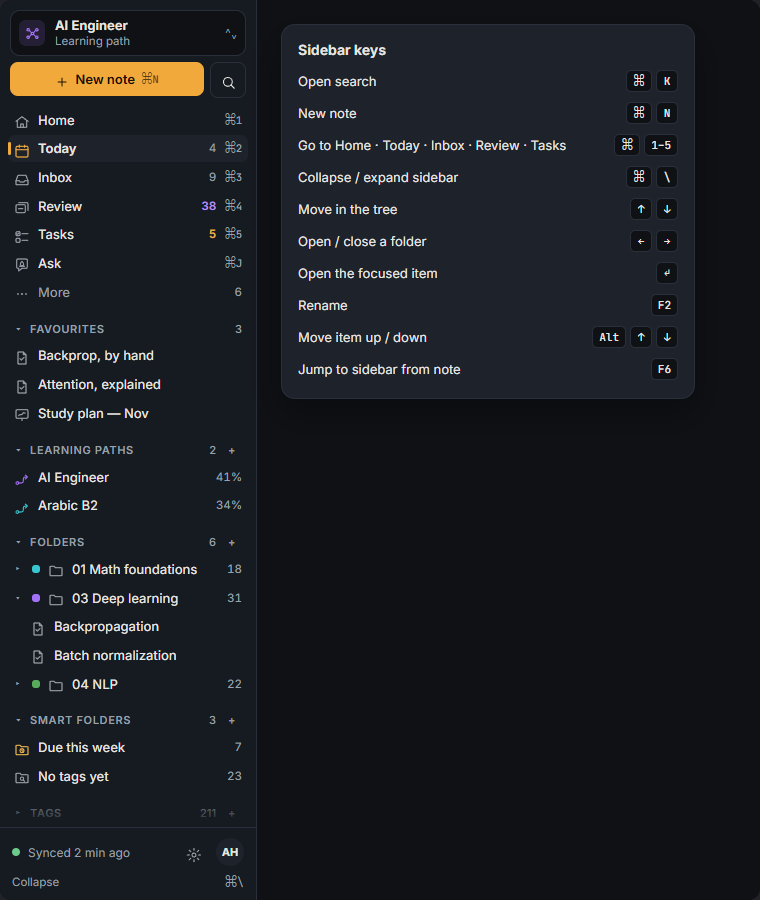 AI Engineer
Learning path
+ New note ⌘N
Home ⌘1
Today 4 ⌘2
Inbox 9 ⌘3
Review 38 ⌘4
Tasks 5 ⌘5
Ask ⌘J
More 6
FAVOURITES 3
Backprop, by hand
Attention, explained
Study plan — Nov
LEARNING PATHS 2 +
AI Engineer 41%
Arabic B2 34%
FOLDERS 6 +
01 Math foundations 18
03 Deep learning 31
Backpropagation
Batch normalization
04 NLP 22
SMART FOLDERS 3 +
Due this week 7
No tags yet 23
TAGS 211 +
Synced 2 min ago AH
Collapse ⌘\
Sidebar keys
Open search ⌘ K
New note ⌘ N
Go to Home · Today · Inbox · Review · Tasks ⌘ 1–5
Collapse / expand sidebar ⌘ \
Move in the tree ↑ ↓
Open / close a folder ← →
Open the focused item ↲
Rename F2
Move item up / down Alt ↑ ↓
Jump to sidebar from note F6